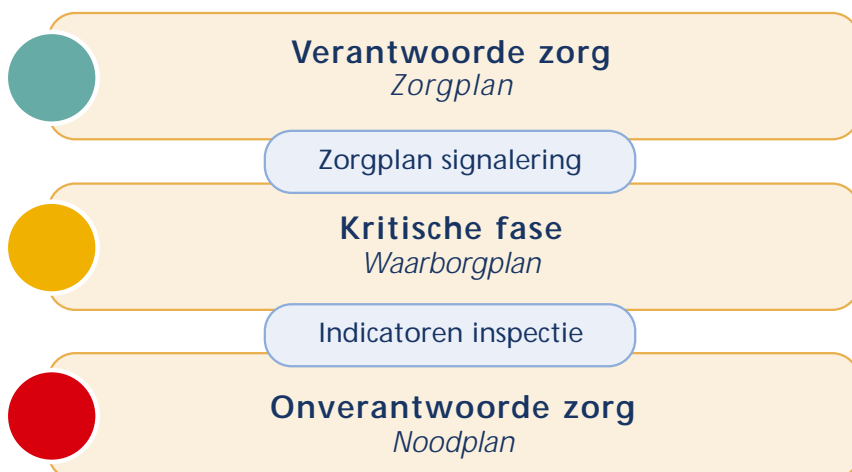 Verantwoorde zorg
Zorgplan
Zorgplan signalering
Kritische fase
Waarborgplan
Indicatoren inspectie
Onverantwoorde zorg
Noodplan